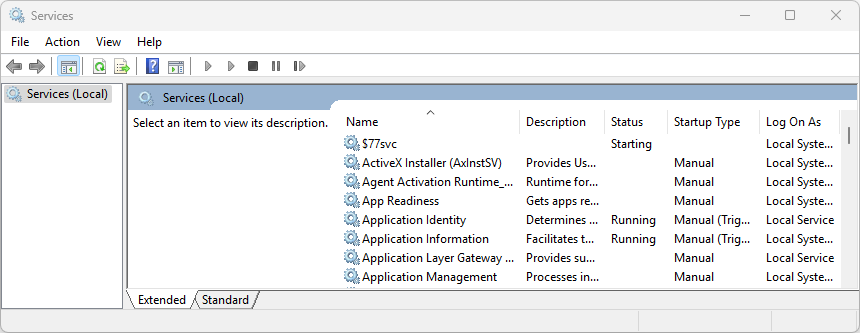 Services
File Action View Help
Services (Local)
Services (Local)
Select an item to view its description.
Name Description Status Startup Type Log On As
$77svc Starting Local Syste...
ActiveX Installer (AxInstSV) Provides Us... Manual Local Syste...
Agent Activation Runtime_... Runtime for... Manual Local Syste...
App Readiness Gets apps re... Manual Local Syste...
Application Identity Determines ... Running Manual (Trig... Local Service
Application Information Facilitates t... Running Manual (Trig... Local Syste...
Application Layer Gateway ... Provides su... Manual Local Service
Application Management Processes in... Manual Local Syste...
Extended Standard